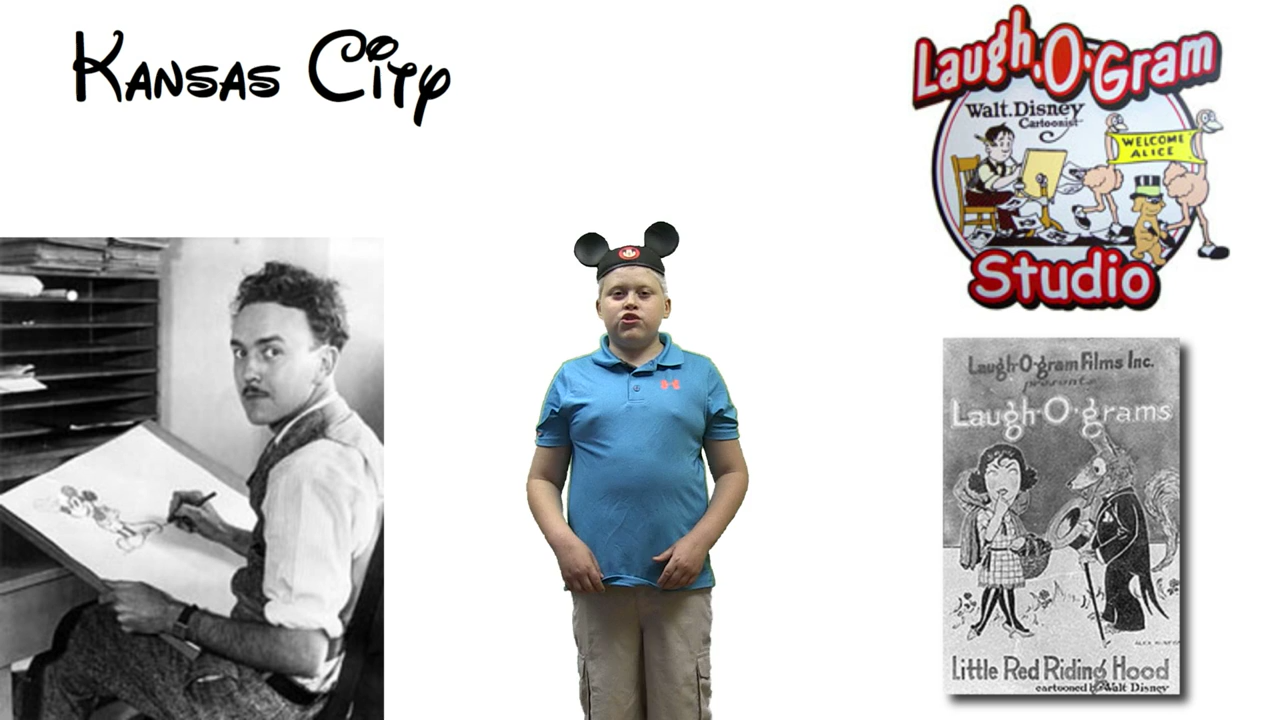 Kansas City
Laugh-O-Gram
Walt. Disney
Cartoonist
WELCOME
ALICE
Studio
Laugh-O-gram Films Inc.
presents
Laugh-O-grams
Little Red Riding Hood
cartooned by Walt Disney